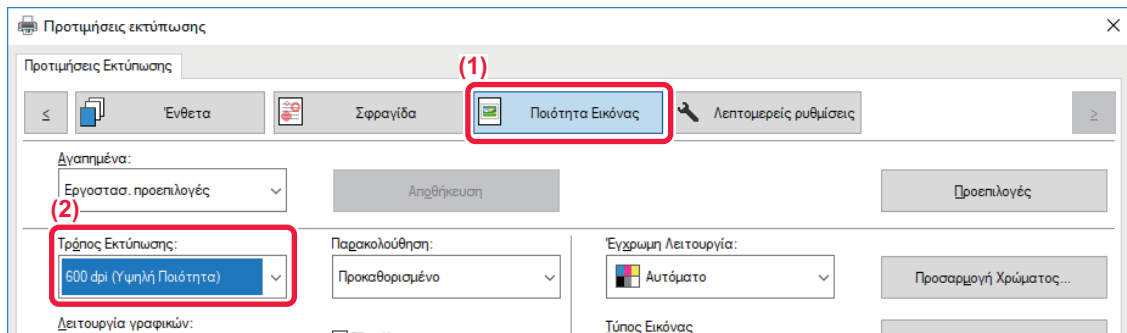 Προτιμήσεις εκτύπωσης
Προτιμήσεις Εκτύπωσης
(1)
< Ένθετα Σφραγίδα Ποιότητα Εικόνας Λεπτομερείς ρυθμίσεις >
Αγαπημένα:
Εργοστασ. προεπιλογές Αποθήκευση Προεπιλογές
(2)
Τρόπος Εκτύπωσης: Παρακολούθηση: Έγχρωμη Λειτουργία:
600 dpi (Υψηλή Ποιότητα) Προκαθορισμένο Αυτόματο Προσαρμογή Χρώματος...
Λειτουργία γραφικών: Τύπος Εικόνας